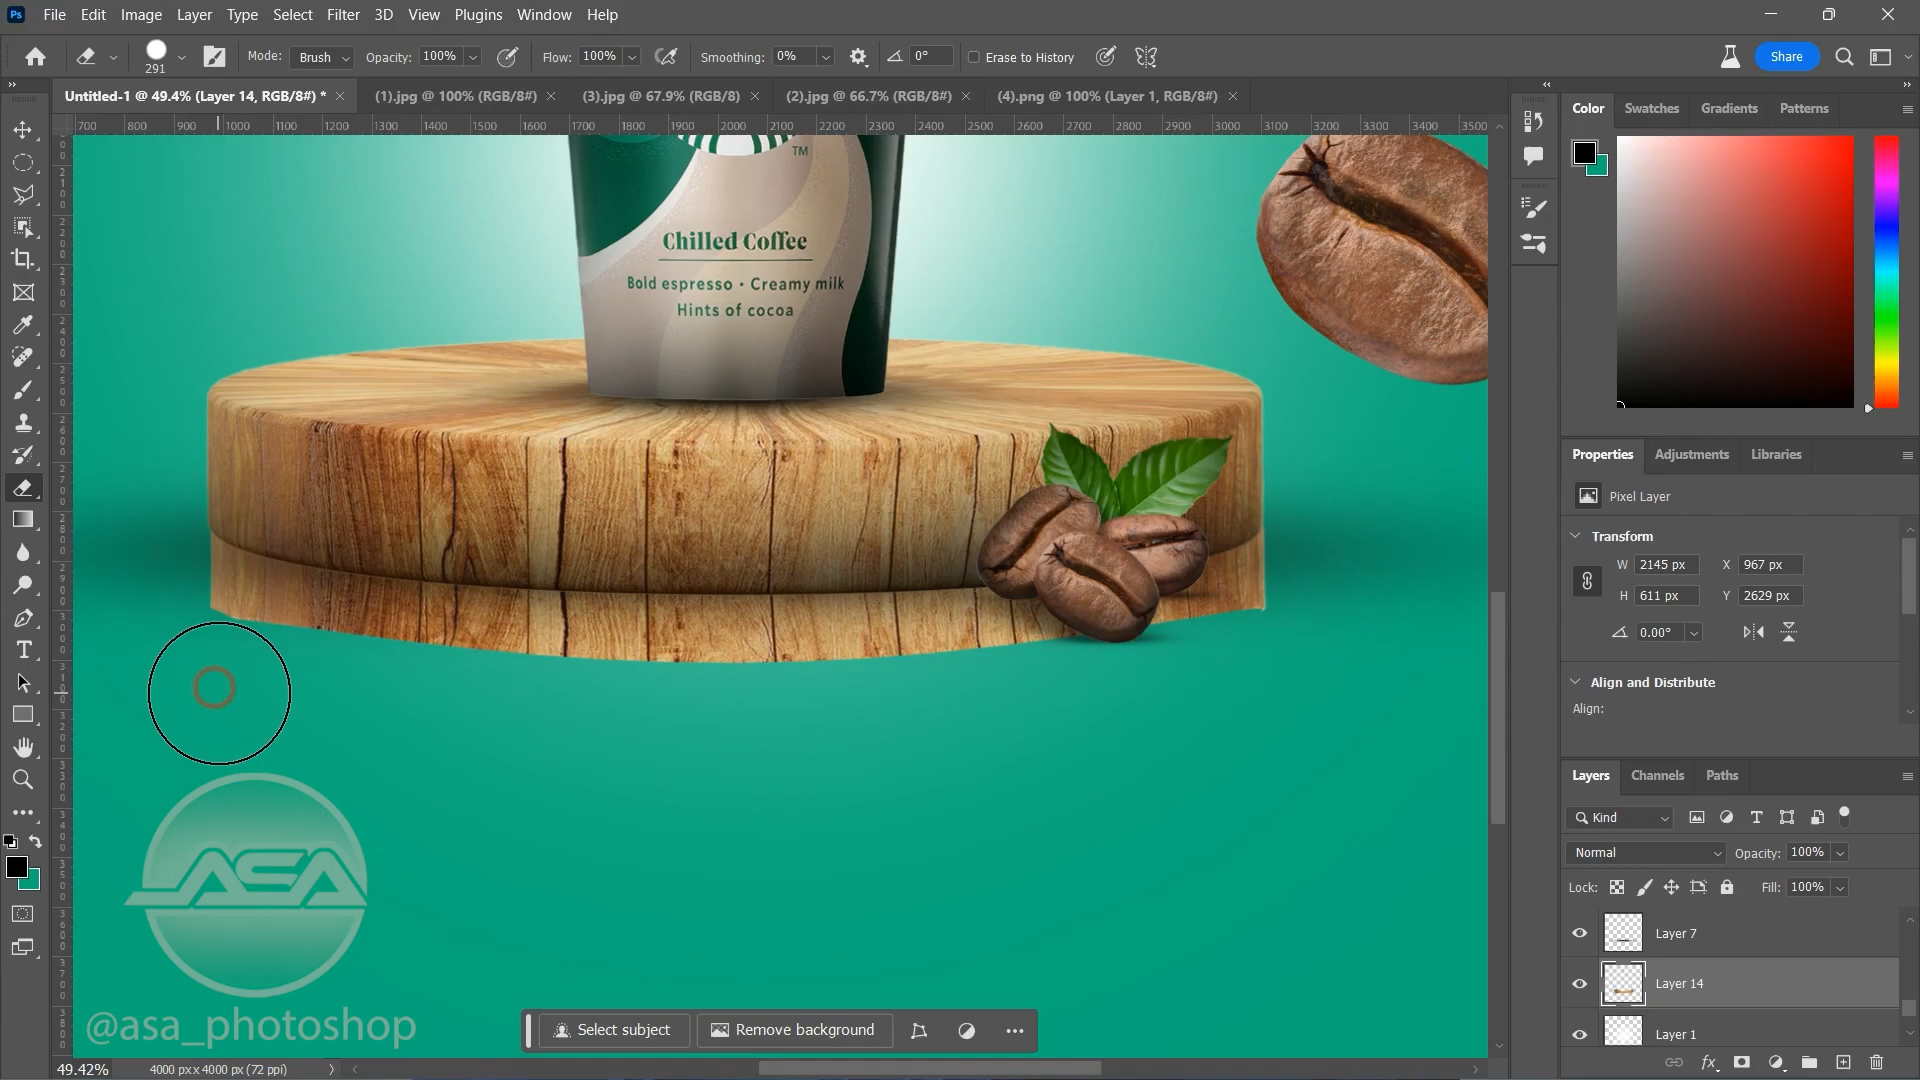 File Edit Image Layer Type Select Filter 3D View Plugins Window Help
291 Mode: Brush Opacity: 100% Flow: 100% Smoothing: 0% 0° Erase to History Share
Untitled-1 @ 49.4% (Layer 14, RGB/8#) * (1).jpg @ 100% (RGB/8#) (3).jpg @ 67.9% (RGB/8) (2).jpg @ 66.7% (RGB/8#) (4).png @ 100% (Layer 1, RGB/8#)
700 800 900 1000 1100 1200 1300 1400 1500 1600 1700 1800 1900 2000 2100 2200 2300 2400 2500 2600 2700 2800 2900 3000 3100 3200 3300 3400 3500
Color Swatches Gradients Patterns
TM
Chilled Coffee
Bold espresso · Creamy milk
Hints of cocoa
Properties Adjustments Libraries
Pixel Layer
Transform
W 2145 px X 967 px
H 611 px Y 2629 px
0.00°
Align and Distribute
Align:
Layers Channels Paths
Kind
Normal Opacity: 100%
Lock: Fill: 100%
Layer 7
Layer 14
Layer 1
ASA
@asa_photoshop
Select subject Remove background
49.42% 4000 px x 4000 px (72 ppi)